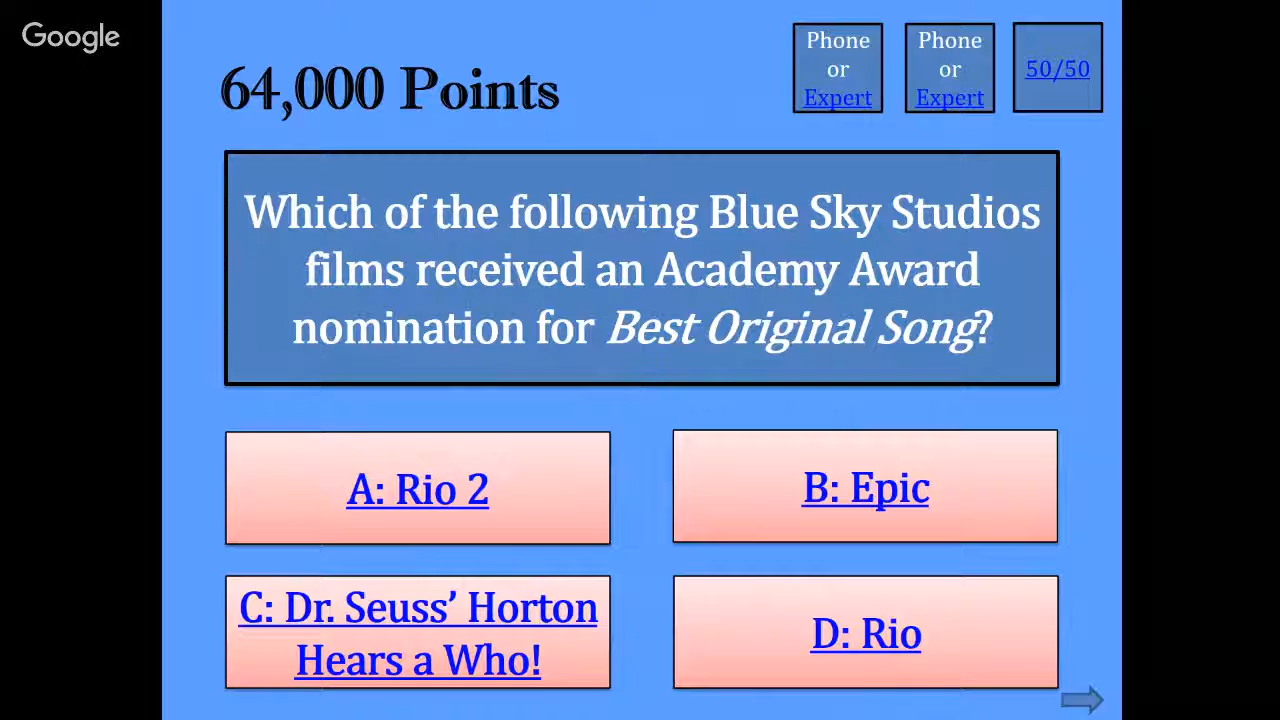 Google
64,000 Points
Phone
or
Expert
Phone
or
Expert
50/50
Which of the following Blue Sky Studios
films received an Academy Award
nomination for Best Original Song?
A: Rio 2
B: Epic
C: Dr. Seuss’ Horton
Hears a Who!
D: Rio